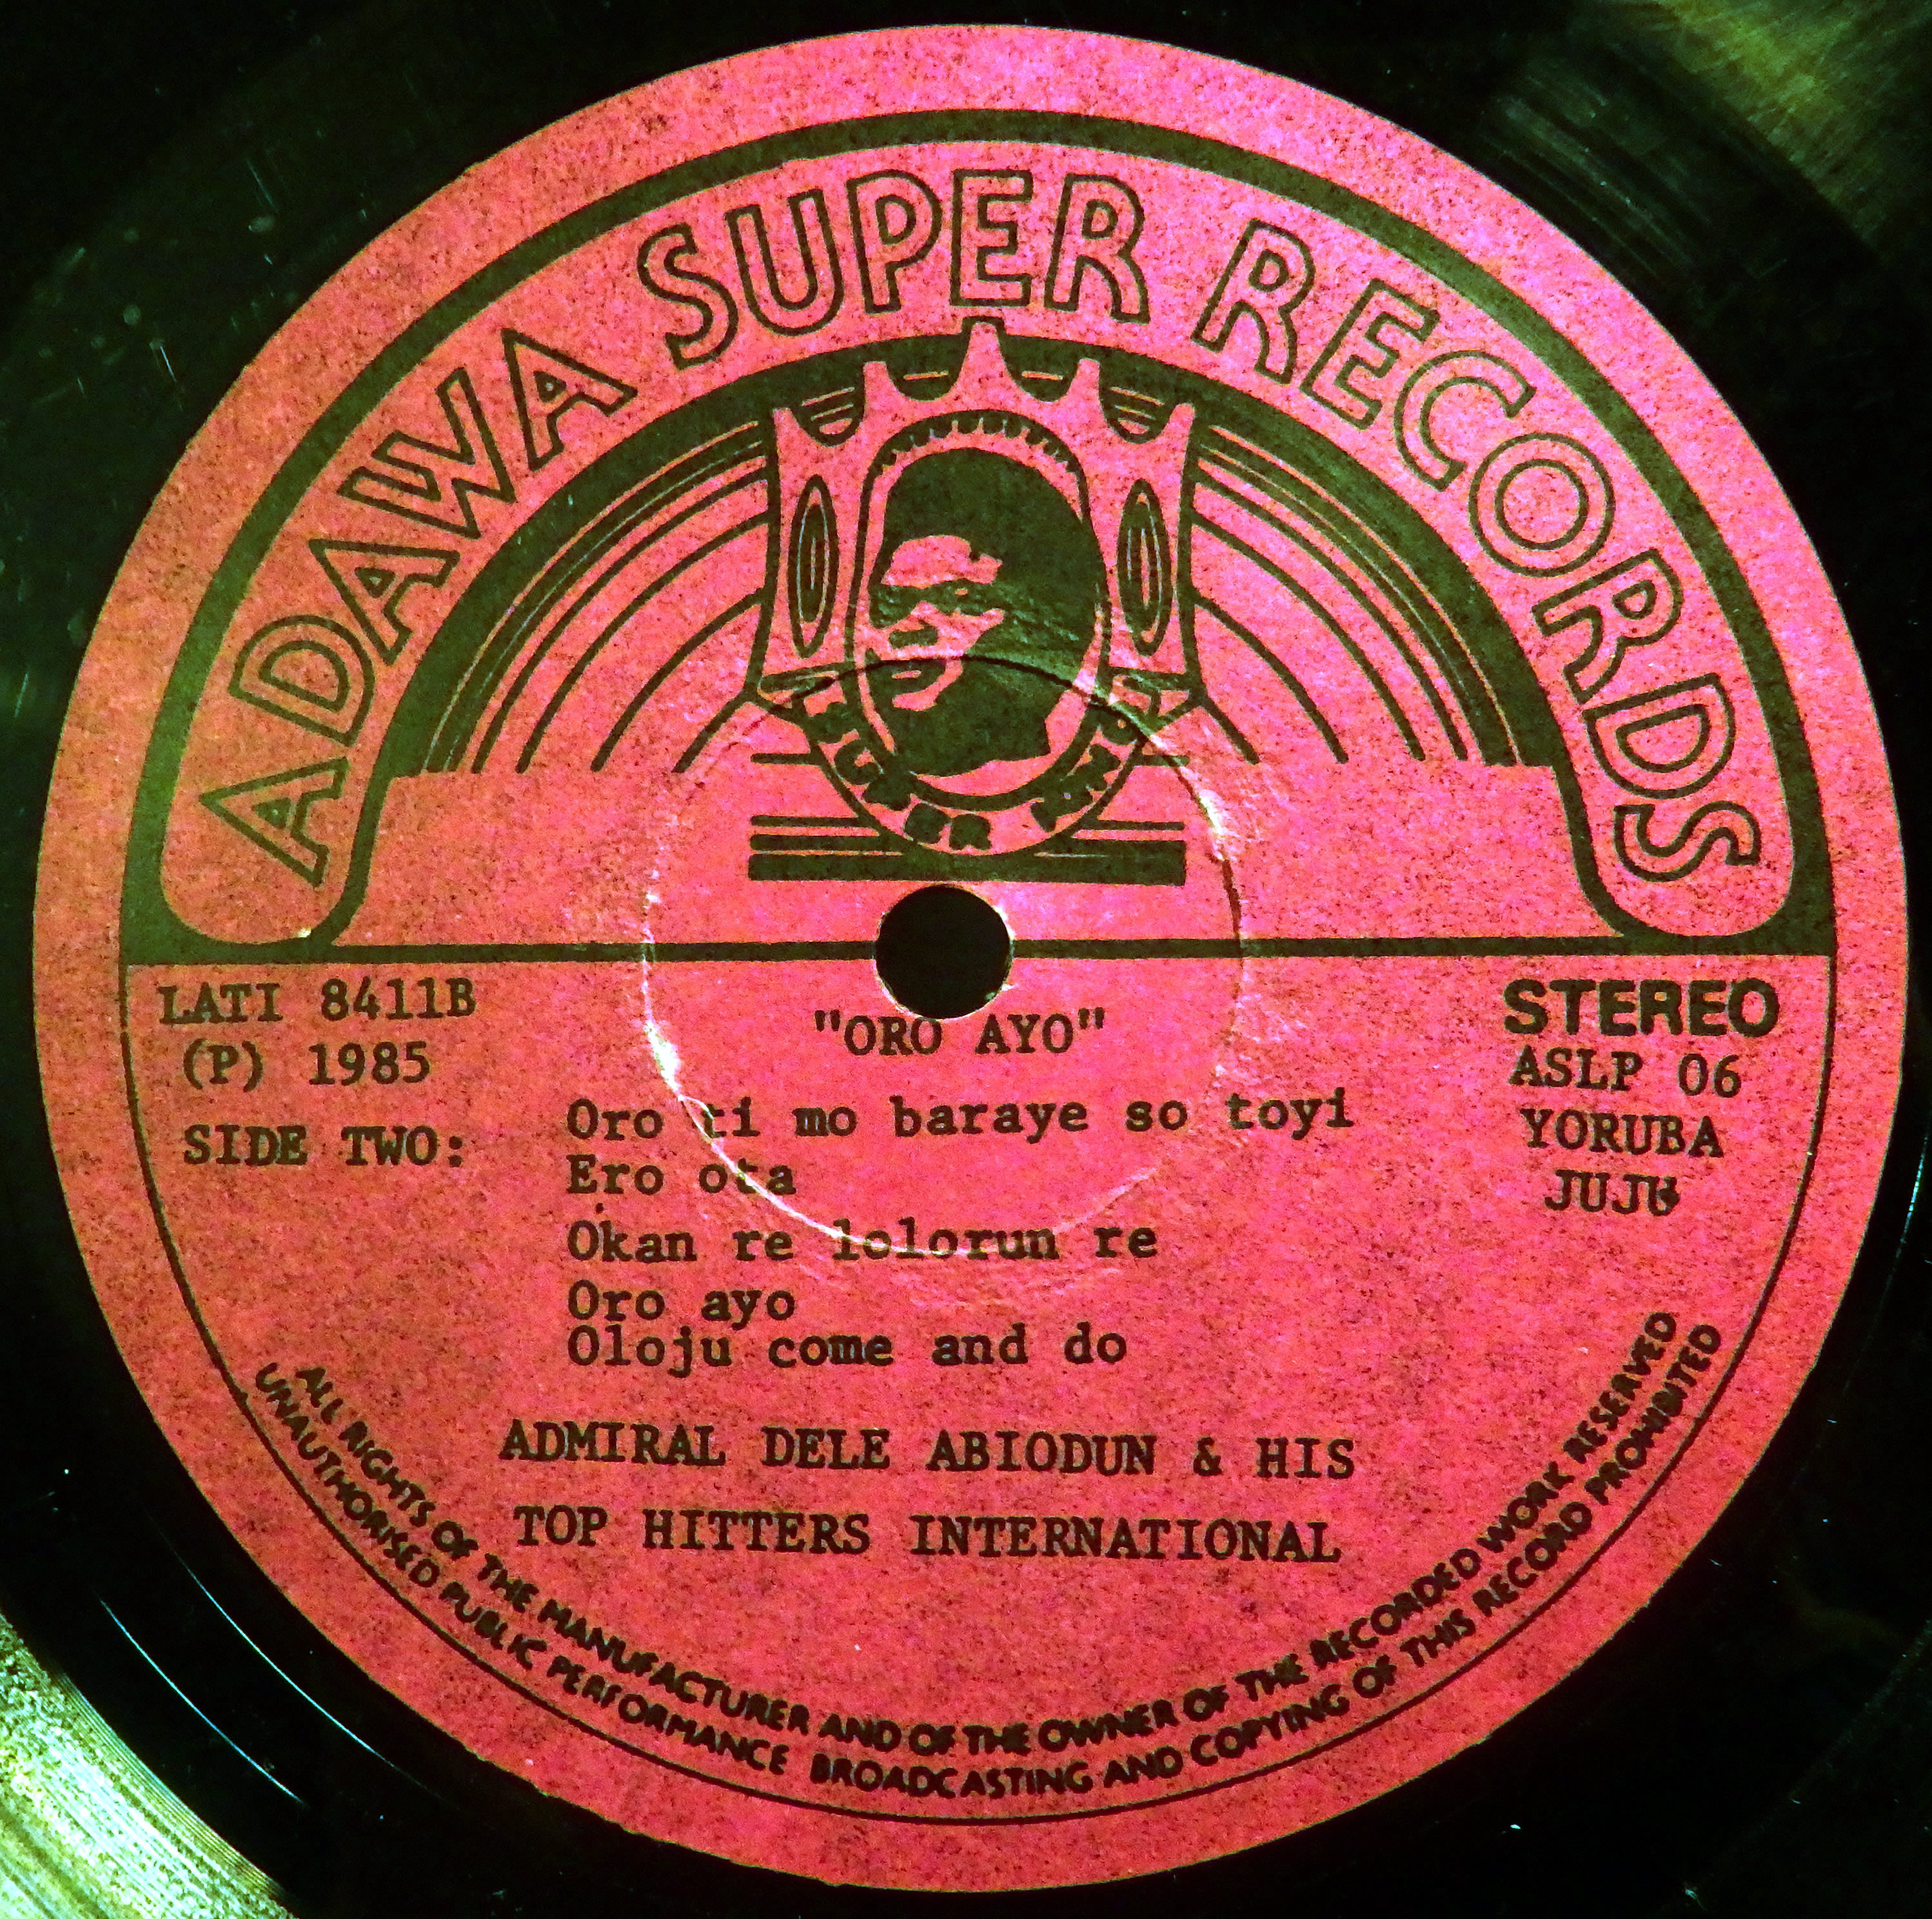 ADAWA SUPER RECORDS
SUPER KING
LATI 8411B
(P) 1985
SIDE TWO:
"ORO AYO"
STEREO
ASLP 06
YORUBA
JUJU
Oro ti mo baraye so toyi
Ero ota
Okan re lolorun re
Oro ayo
Oloju come and do
ADMIRAL DELE ABIODUN & HIS
TOP HITTERS INTERNATIONAL
ALL RIGHTS OF THE MANUFACTURER AND OF THE OWNER OF THE RECORDED WORK RESERVED
UNAUTHORISED PUBLIC PERFORMANCE BROADCASTING AND COPYING OF THIS RECORD PROHIBITED